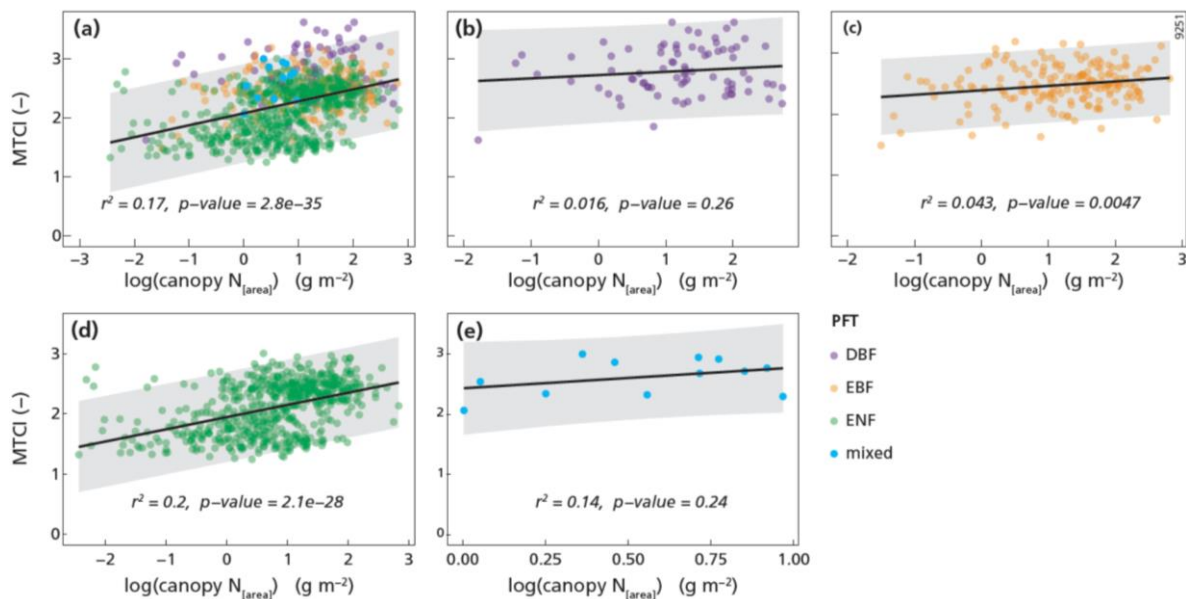 (a)
(b)
(c)
9251
MTCI (–)
3
2
1
0
r² = 0.17, p–value = 2.8e–35
r² = 0.016, p–value = 0.26
r² = 0.043, p–value = 0.0047
−3 −2 −1 0 1 2 3
−2 −1 0 1 2
−2 −1 0 1 2 3
log(canopy N[area]) (g m⁻²)
log(canopy N[area]) (g m⁻²)
log(canopy N[area]) (g m⁻²)
(d)
(e)
MTCI (–)
3
2
1
0
3
2
1
0
r² = 0.2, p–value = 2.1e–28
r² = 0.14, p–value = 0.24
−2 −1 0 1 2 3
0.00 0.25 0.50 0.75 1.00
log(canopy N[area]) (g m⁻²)
log(canopy N[area]) (g m⁻²)
PFT
DBF
EBF
ENF
mixed